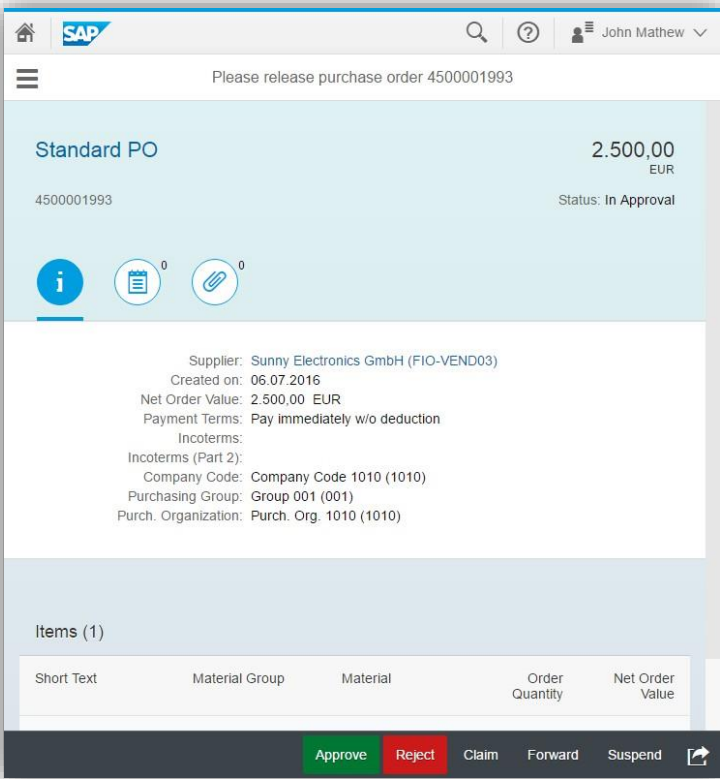 SAP
John Mathew
Please release purchase order 4500001993
Standard PO
2.500,00
EUR
4500001993
Status: In Approval
i
0
0
Supplier: Sunny Electronics GmbH (FIO-VEND03)
Created on: 06.07.2016
Net Order Value: 2.500,00 EUR
Payment Terms: Pay immediately w/o deduction
Incoterms:
Incoterms (Part 2):
Company Code: Company Code 1010 (1010)
Purchasing Group: Group 001 (001)
Purch. Organization: Purch. Org. 1010 (1010)
Items (1)
Short Text Material Group Material Order Quantity Net Order Value
Approve Reject Claim Forward Suspend